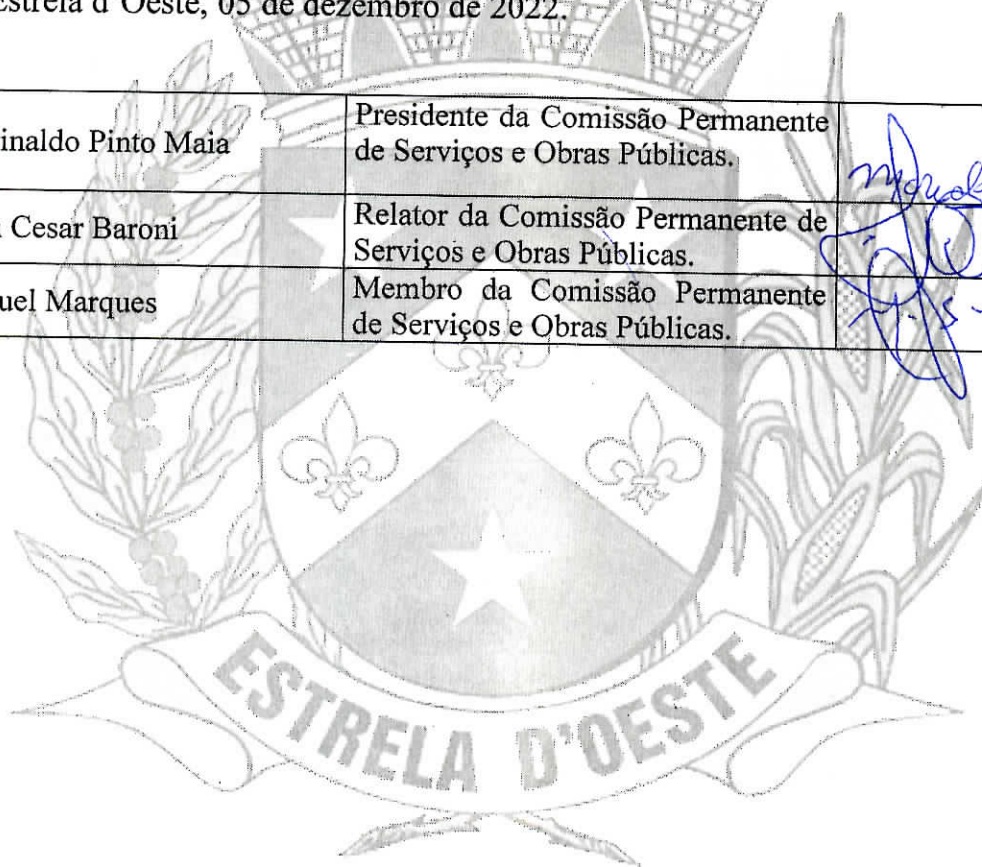 Estrela d'Oeste, 05 de dezembro de 2022.
inaldo Pinto Maia
Presidente da Comissão Permanente
de Serviços e Obras Públicas.
Cesar Baroni
Relator da Comissão Permanente de
Serviços e Obras Públicas.
uel Marques
Membro da Comissão Permanente
de Serviços e Obras Públicas.
ESTRELA D'OESTE